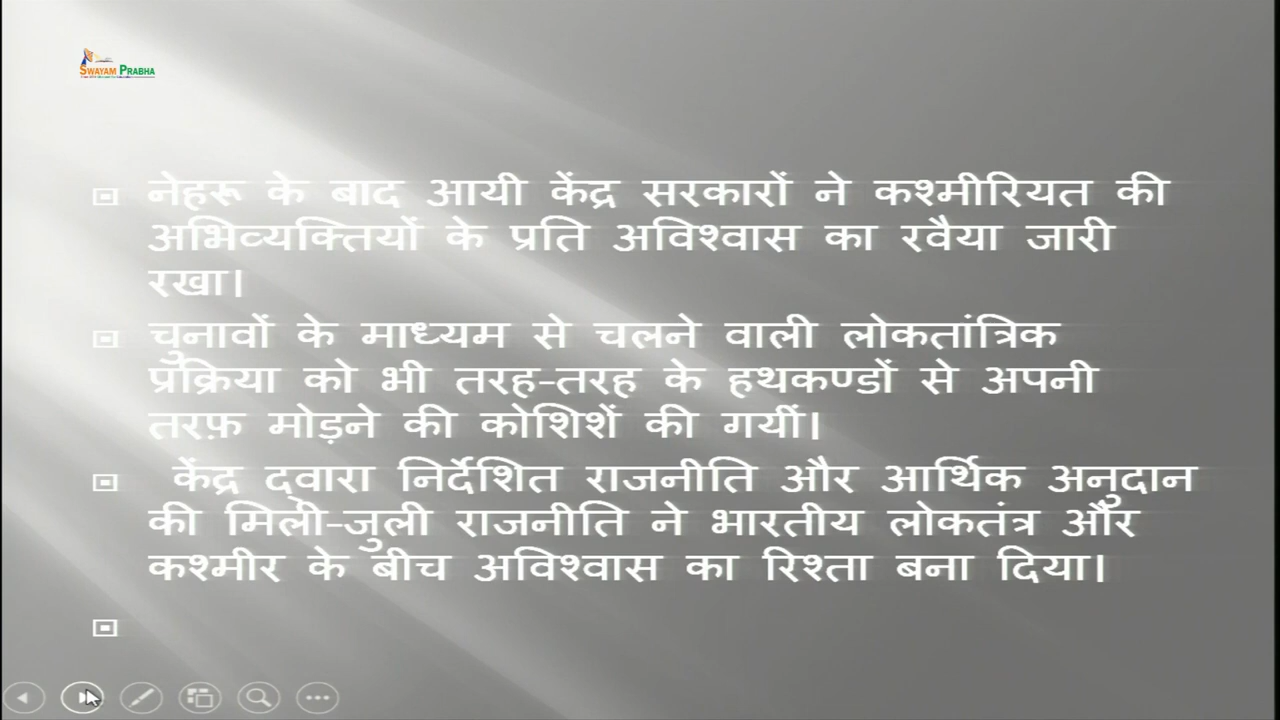 SWAYAM PRABHA
नेहरू के बाद आयी केंद्र सरकारों ने कश्मीरियत की
अभिव्यक्तियों के प्रति अविश्वास का रवैया जारी
रखा।
चुनावों के माध्यम से चलने वाली लोकतांत्रिक
प्रक्रिया को भी तरह-तरह के हथकण्डों से अपनी
तरफ़ मोड़ने की कोशिशें की गयीं।
केंद्र द्वारा निर्देशित राजनीति और आर्थिक अनुदान
की मिली-जुली राजनीति ने भारतीय लोकतंत्र और
कश्मीर के बीच अविश्वास का रिश्ता बना दिया।